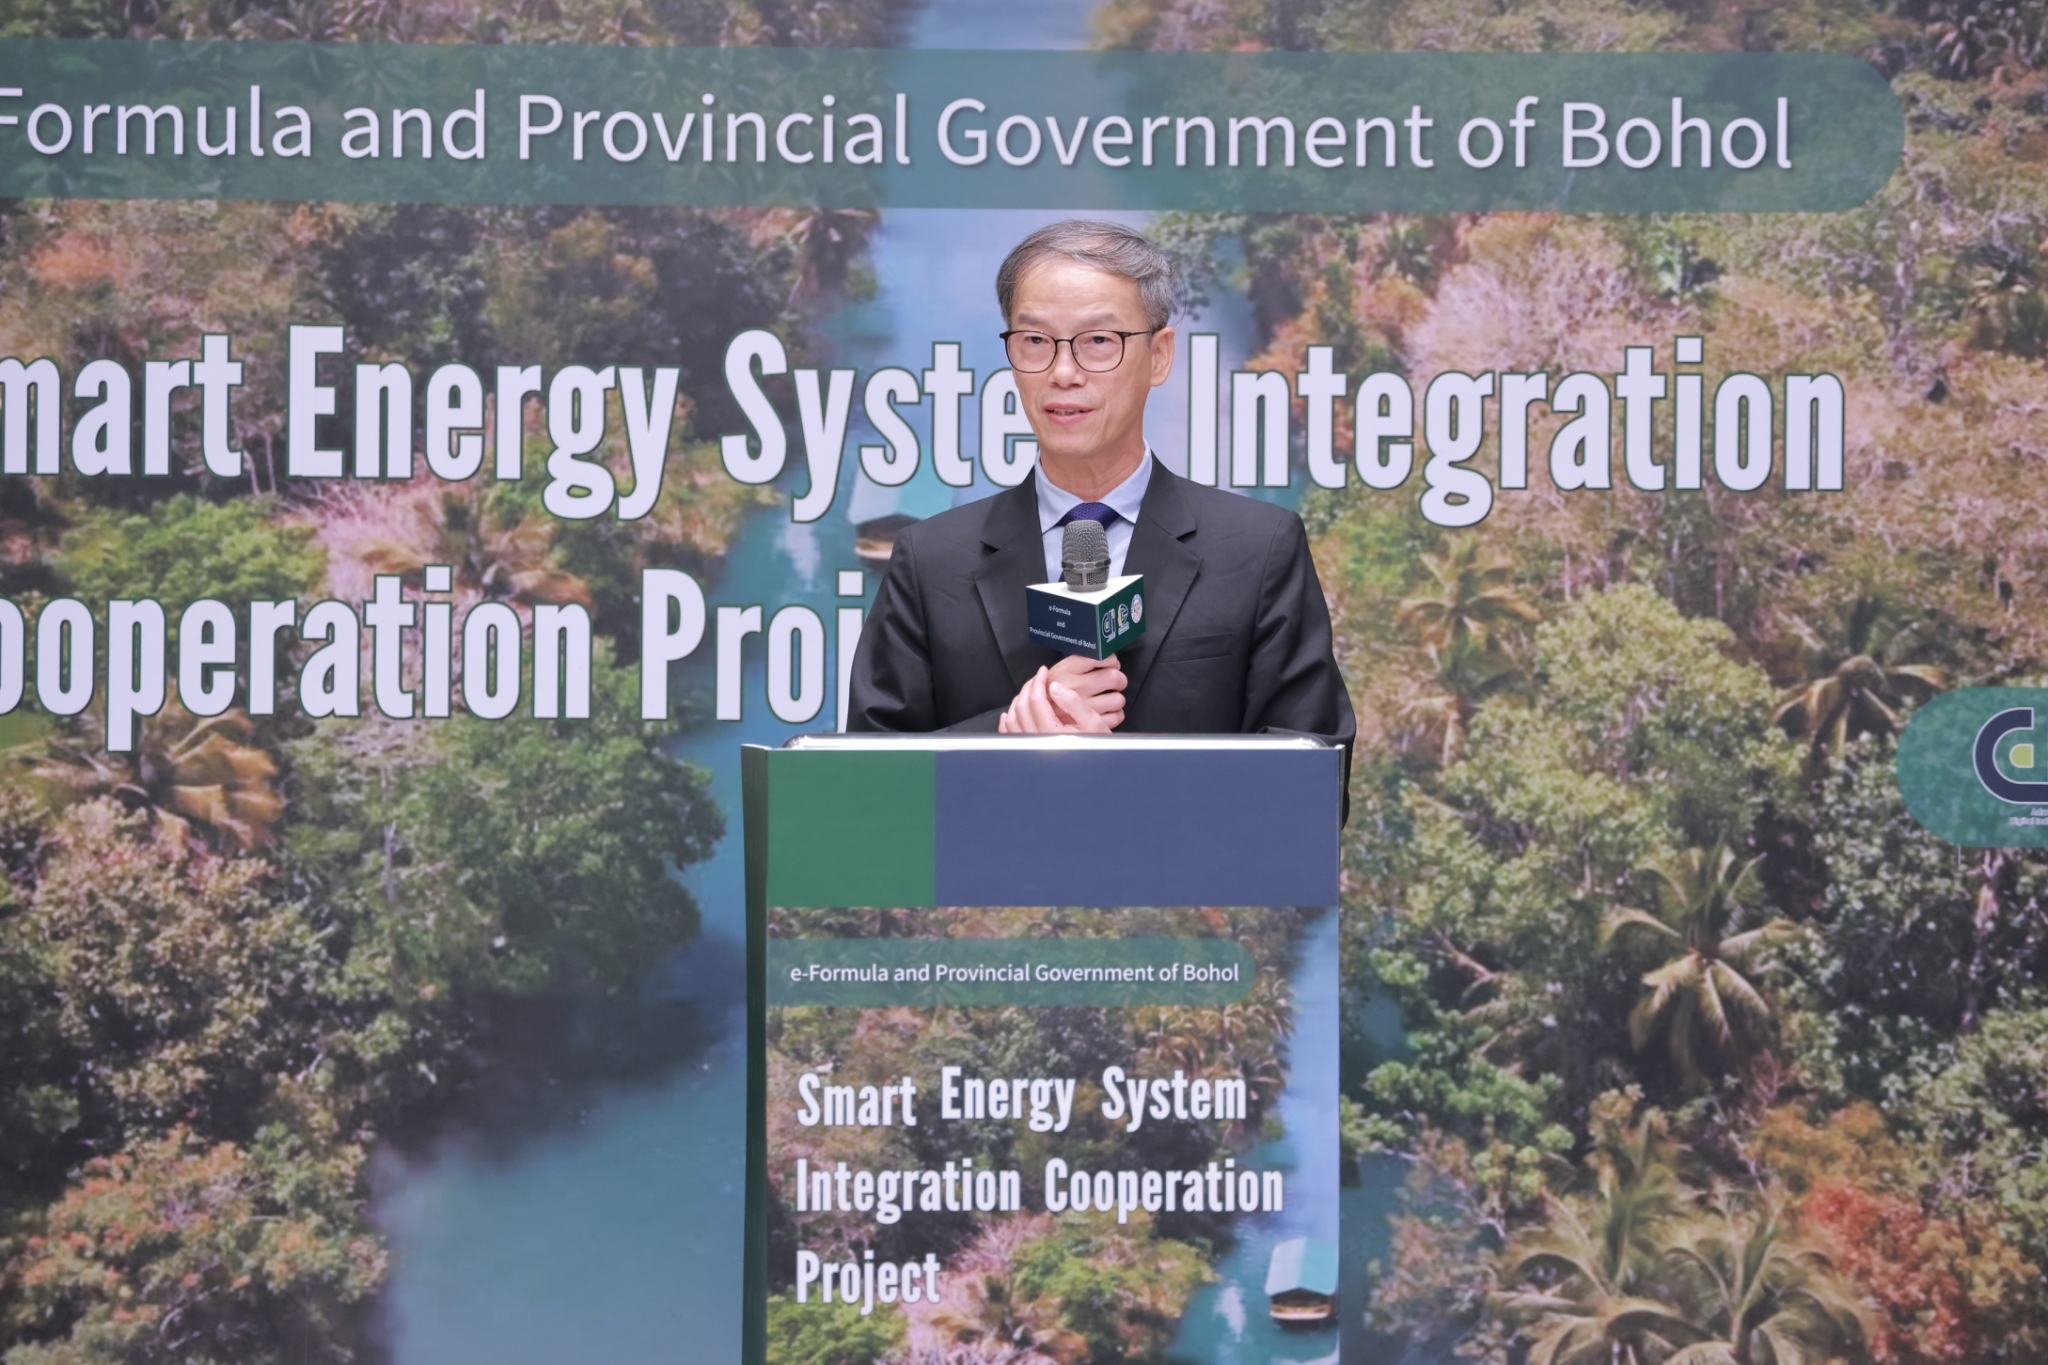 Formula and Provincial Government of Bohol
mart Energy Syste Integration
ooperation Proj
e-Formula
and
Provincial Government of Bohol
e-Formula and Provincial Government of Bohol
Smart Energy System
Integration Cooperation
Project